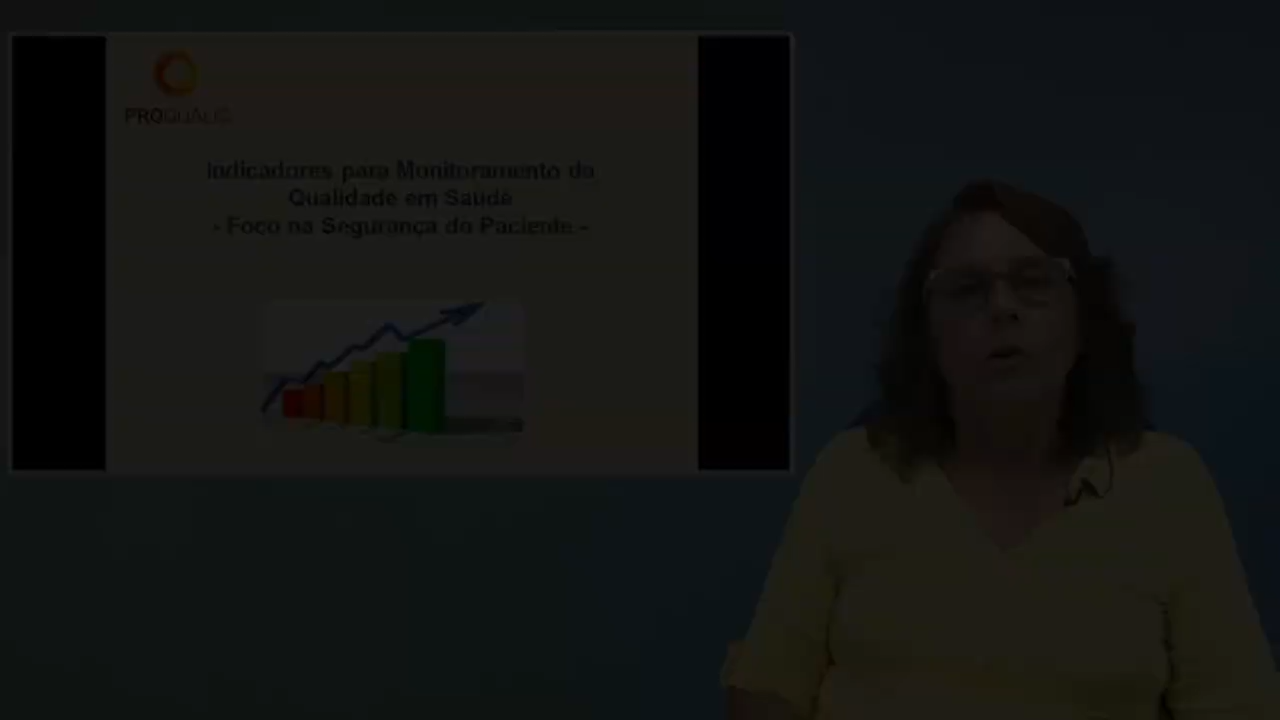 PROQUALIS
Indicadores para Monitoramento da
Qualidade em Saúde
- Foco na Segurança do Paciente -